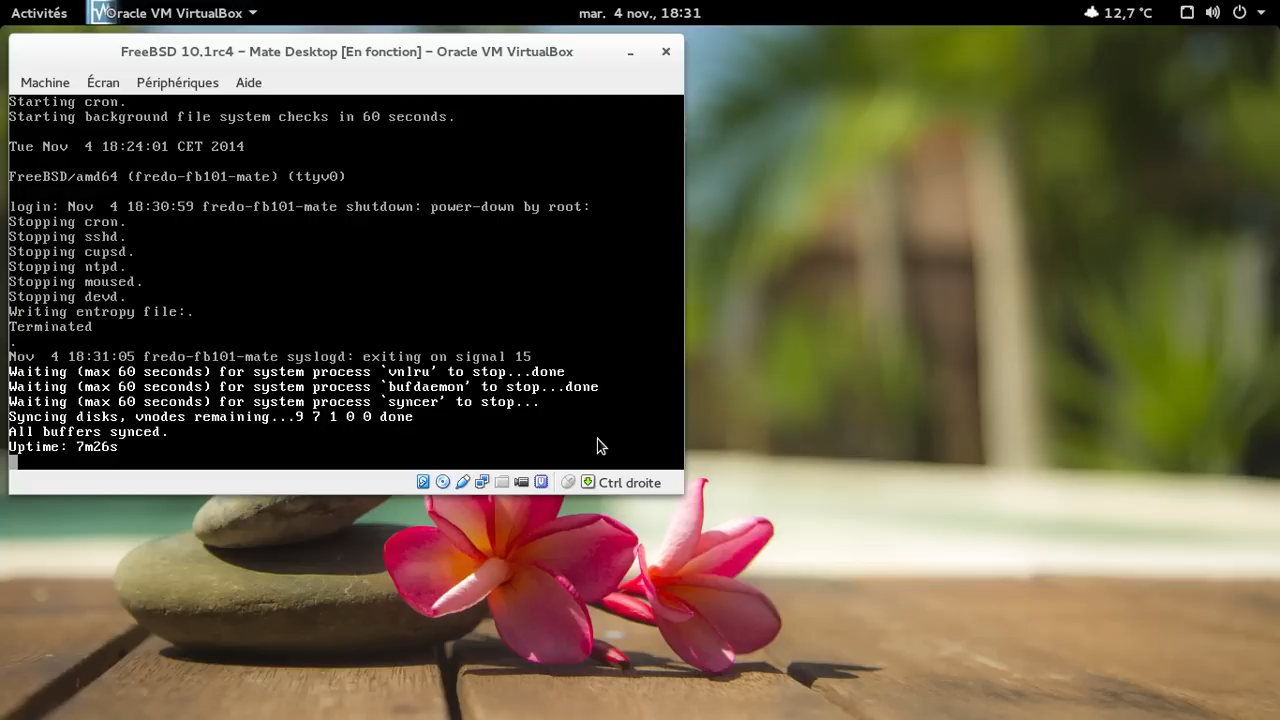 Activités Oracle VM VirtualBox mar. 4 nov., 18:31 12,7 °C
FreeBSD 10.1rc4 – Mate Desktop [En fonction] – Oracle VM VirtualBox
Machine Écran Périphériques Aide
Starting cron.
Starting background file system checks in 60 seconds.
Tue Nov  4 18:24:01 CET 2014
FreeBSD/amd64 (fredo-fb101-mate) (ttyv0)
login: Nov  4 18:30:59 fredo-fb101-mate shutdown: power-down by root:
Stopping cron.
Stopping sshd.
Stopping cupsd.
Stopping ntpd.
Stopping moused.
Stopping devd.
Writing entropy file:.
Terminated
.
Nov  4 18:31:05 fredo-fb101-mate syslogd: exiting on signal 15
Waiting (max 60 seconds) for system process `vnlru' to stop...done
Waiting (max 60 seconds) for system process `bufdaemon' to stop...done
Waiting (max 60 seconds) for system process `syncer' to stop...
Syncing disks, vnodes remaining...9 7 1 0 0 done
All buffers synced.
Uptime: 7m26s
Ctrl droite